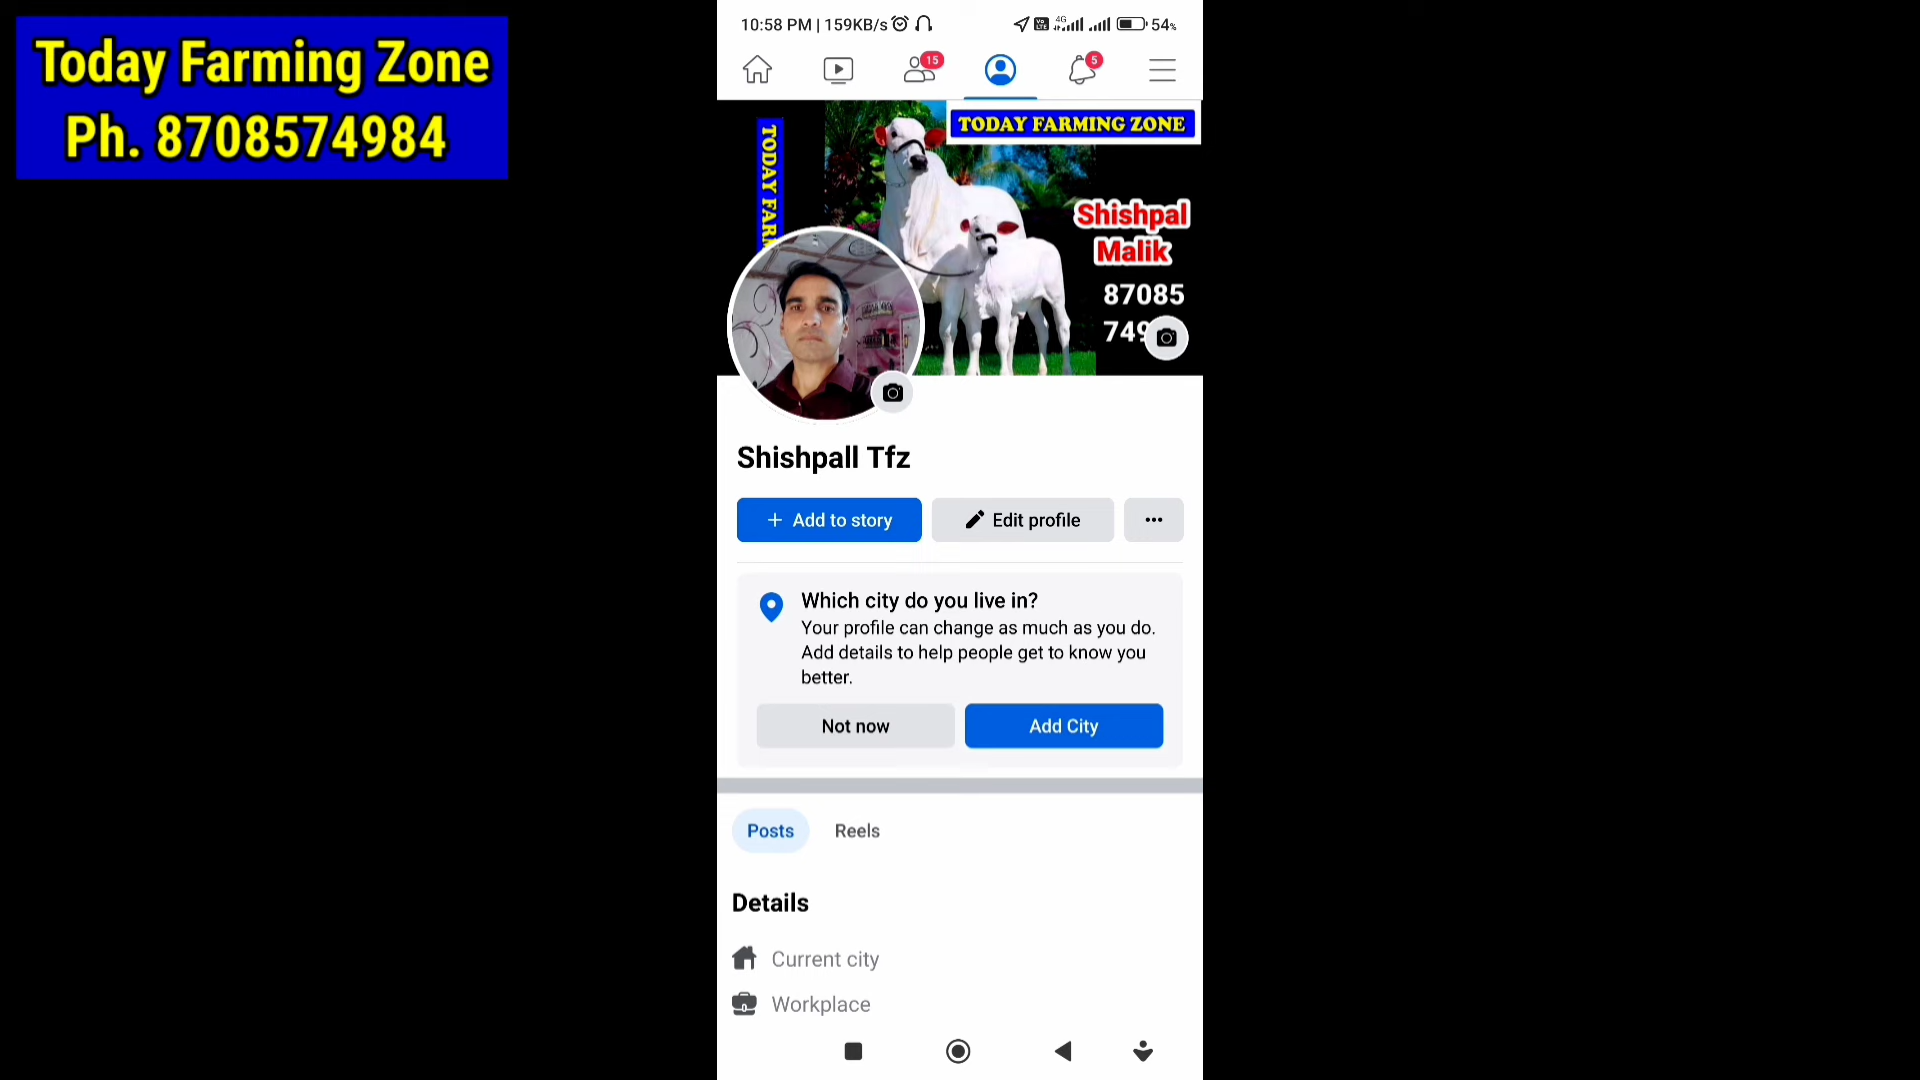 Today Farming Zone
Ph. 8708574984
10:58 PM | 159KB/s
4G
54%
15
5
TODAY FARMING ZONE
TODAY FAR
Shishpal
Malik
87085
749
Shishpall Tfz
+ Add to story
Edit profile
Which city do you live in?
Your profile can change as much as you do.
Add details to help people get to know you
better.
Not now
Add City
Posts
Reels
Details
Current city
Workplace